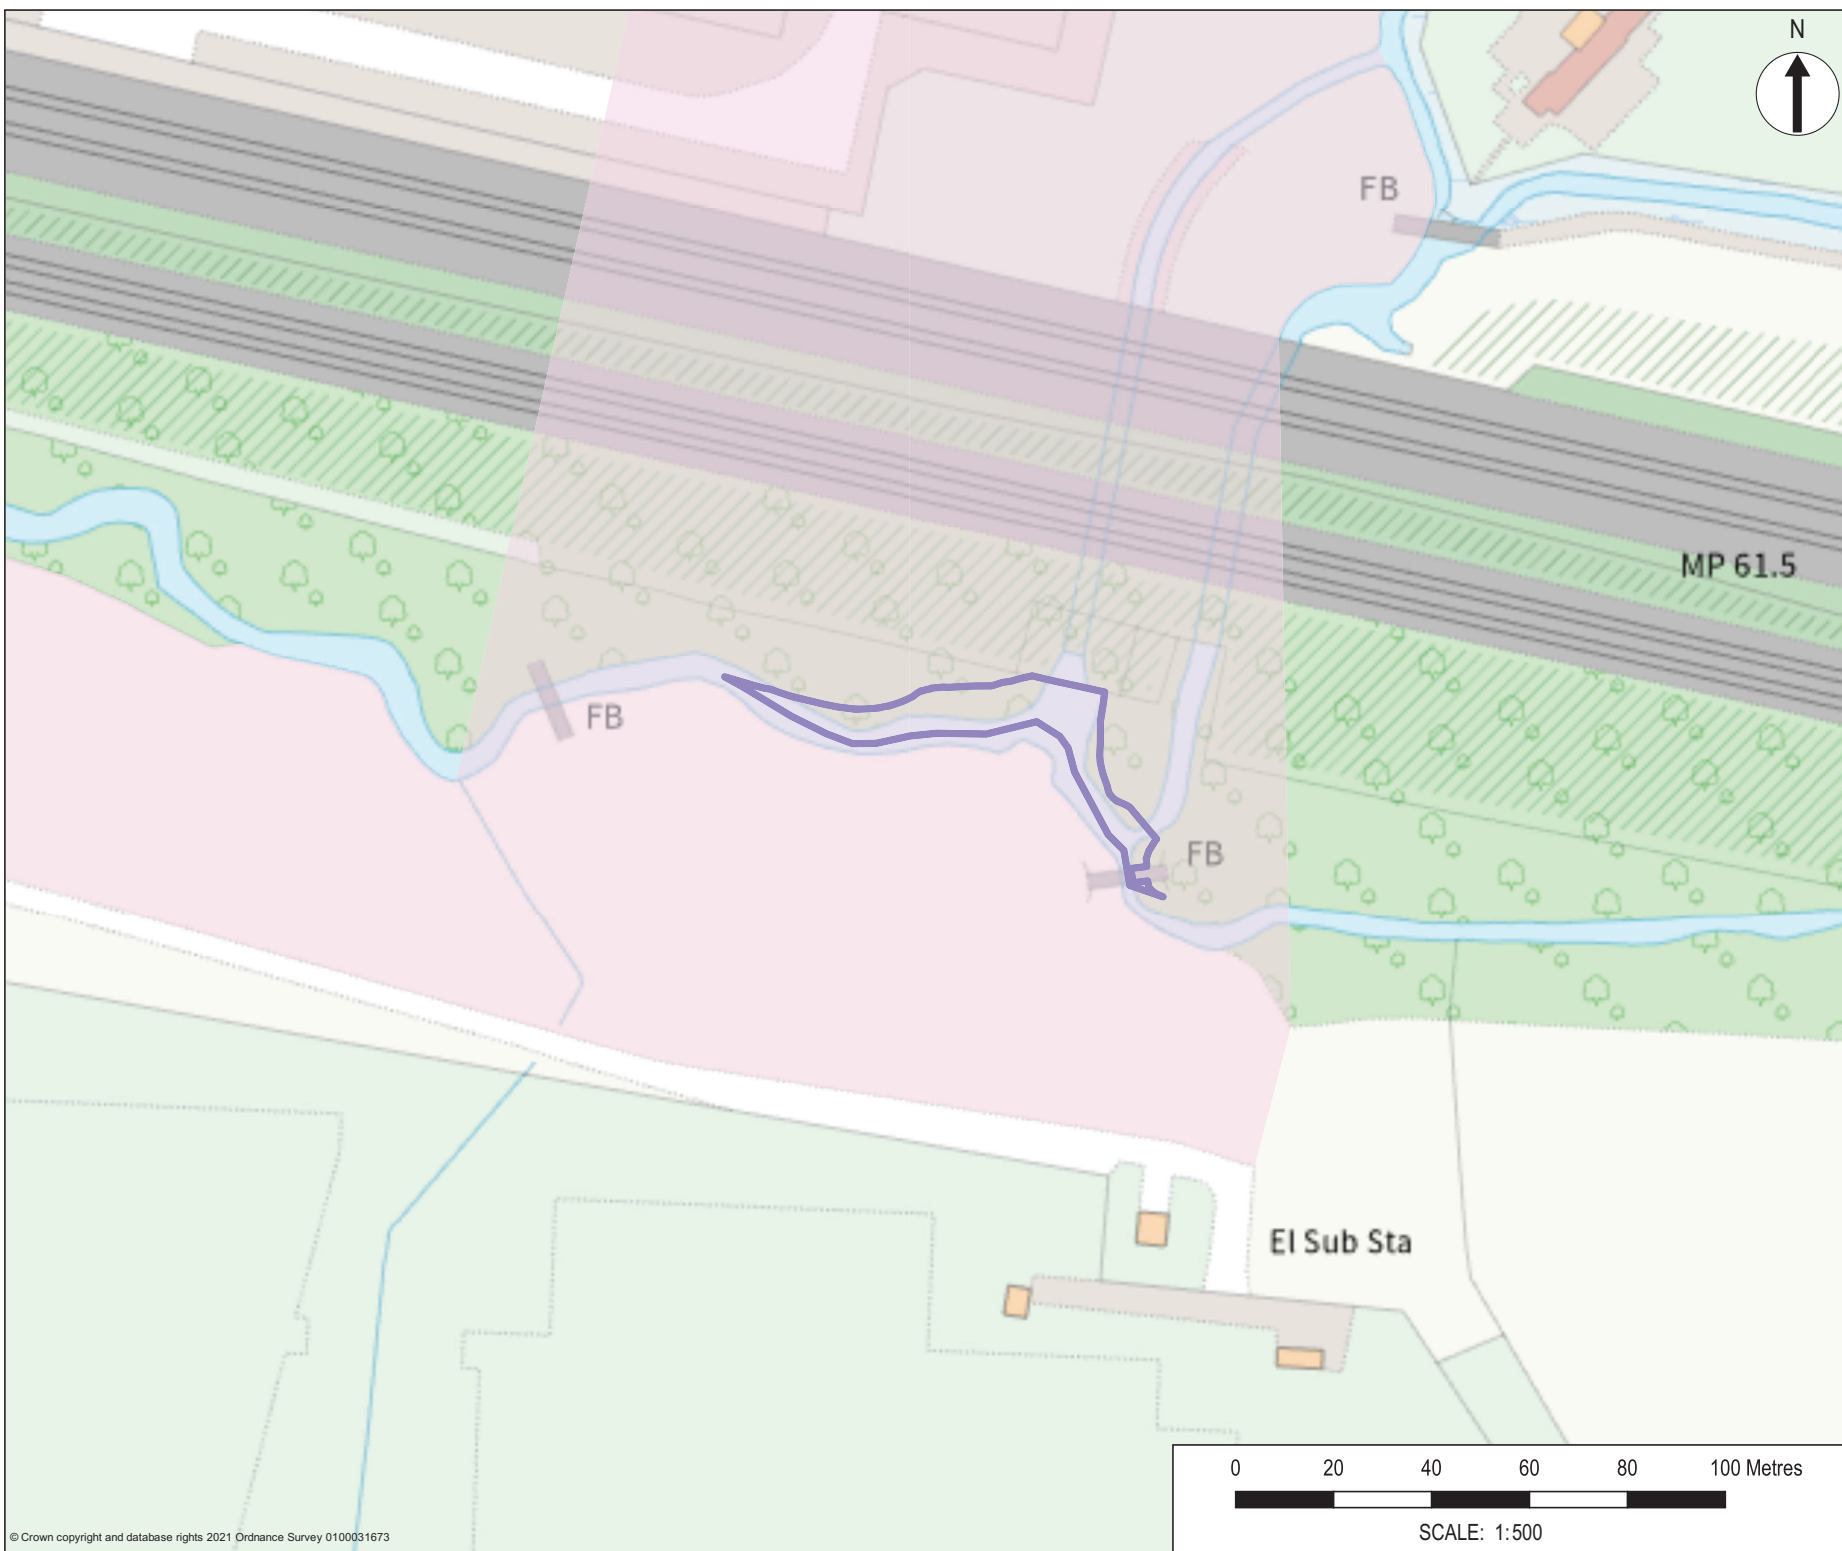 N
FB
MP 61.5
FB
FB
El Sub Sta
0 20 40 60 80 100 Metres
SCALE: 1:500
© Crown copyright and database rights 2021 Ordnance Survey 0100031673